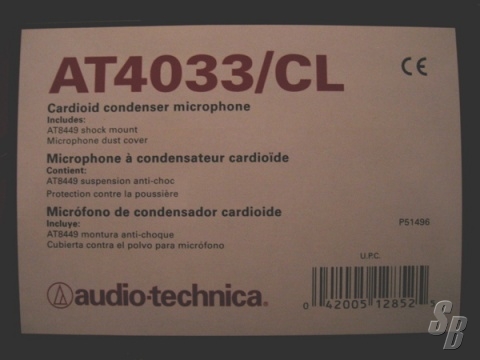 AT4033/CL
CE
Cardioid condenser microphone
Includes:
AT8449 shock mount
Microphone dust cover
Microphone à condensateur cardioïde
Contient:
AT8449 suspension anti-choc
Protection contre la poussière
Micrófono de condensador cardioide
Incluye:
AT8449 montura anti-choque
Cubierta contra el polvo para micrófono
P51496
U.P.C.
audio-technica®
0 42005 12852 5
SB